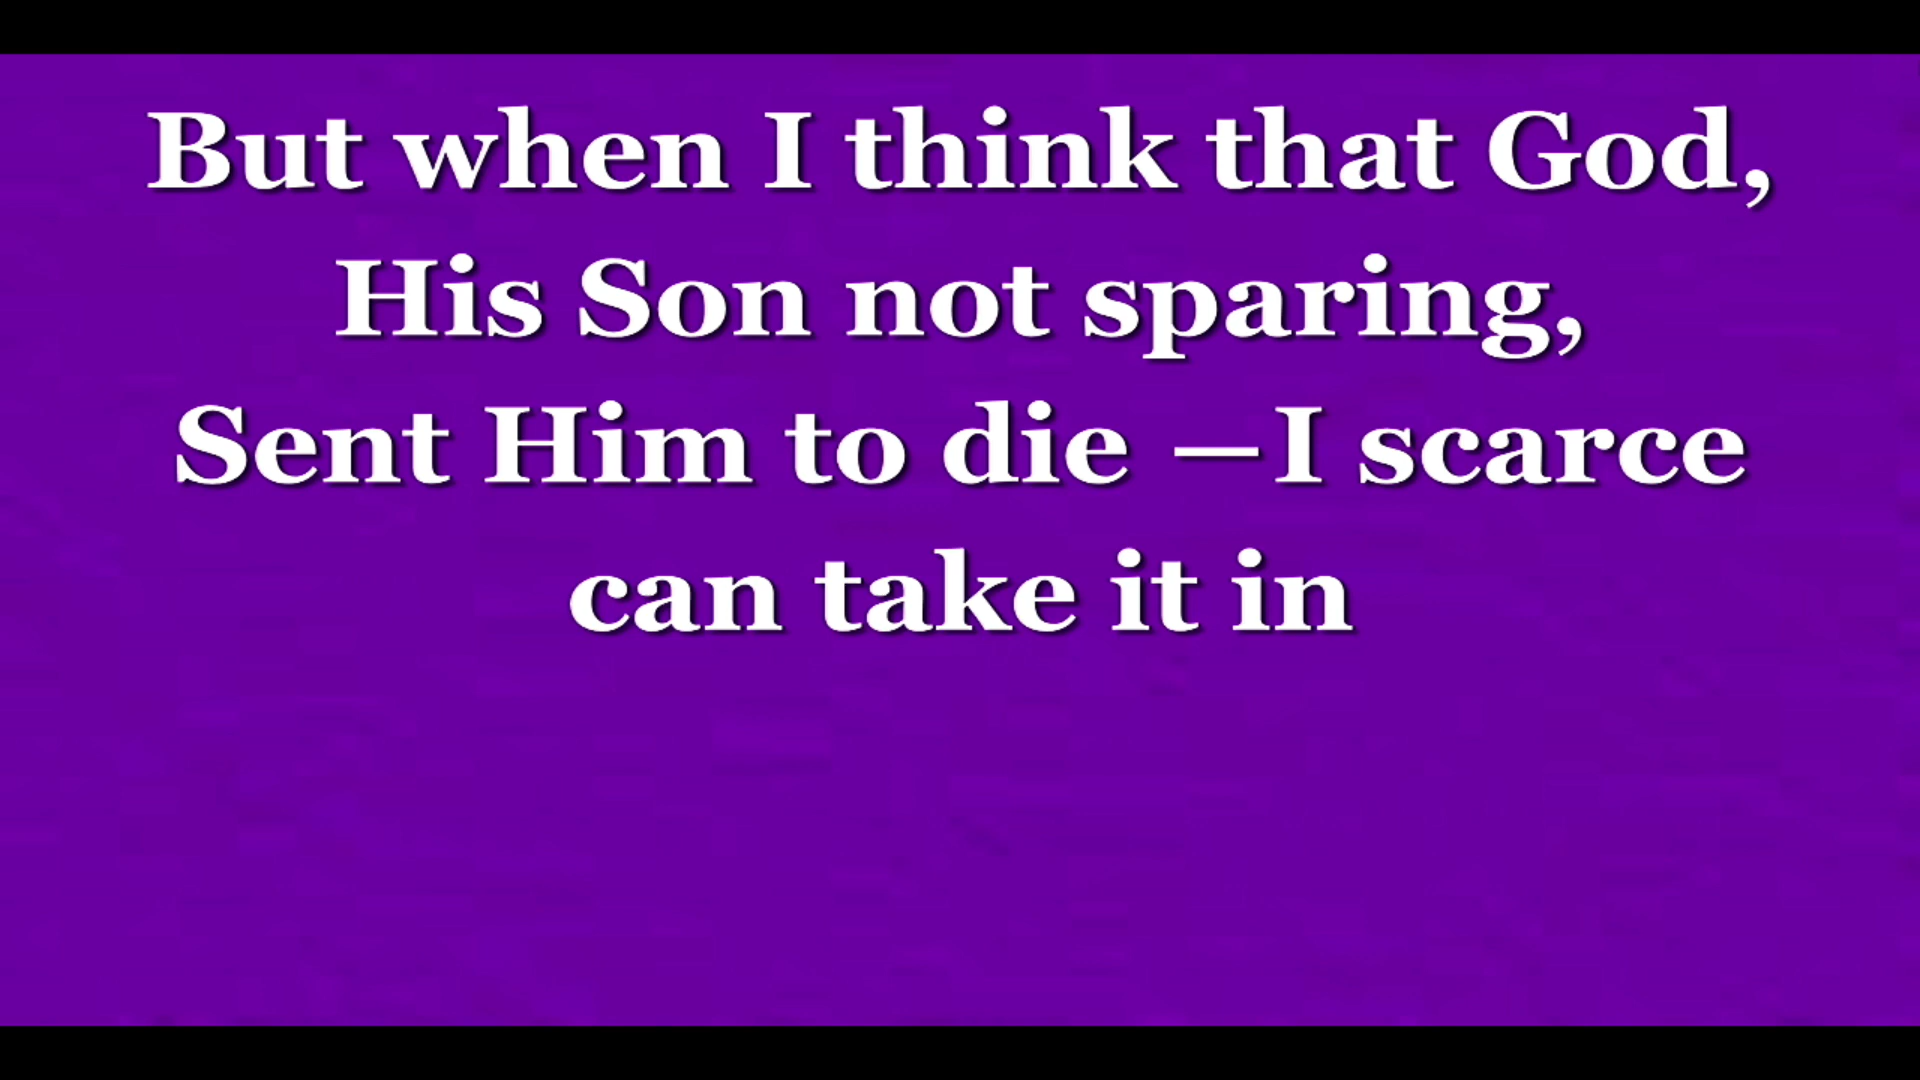 But when I think that God,
His Son not sparing,
Sent Him to die —I scarce
can take it in